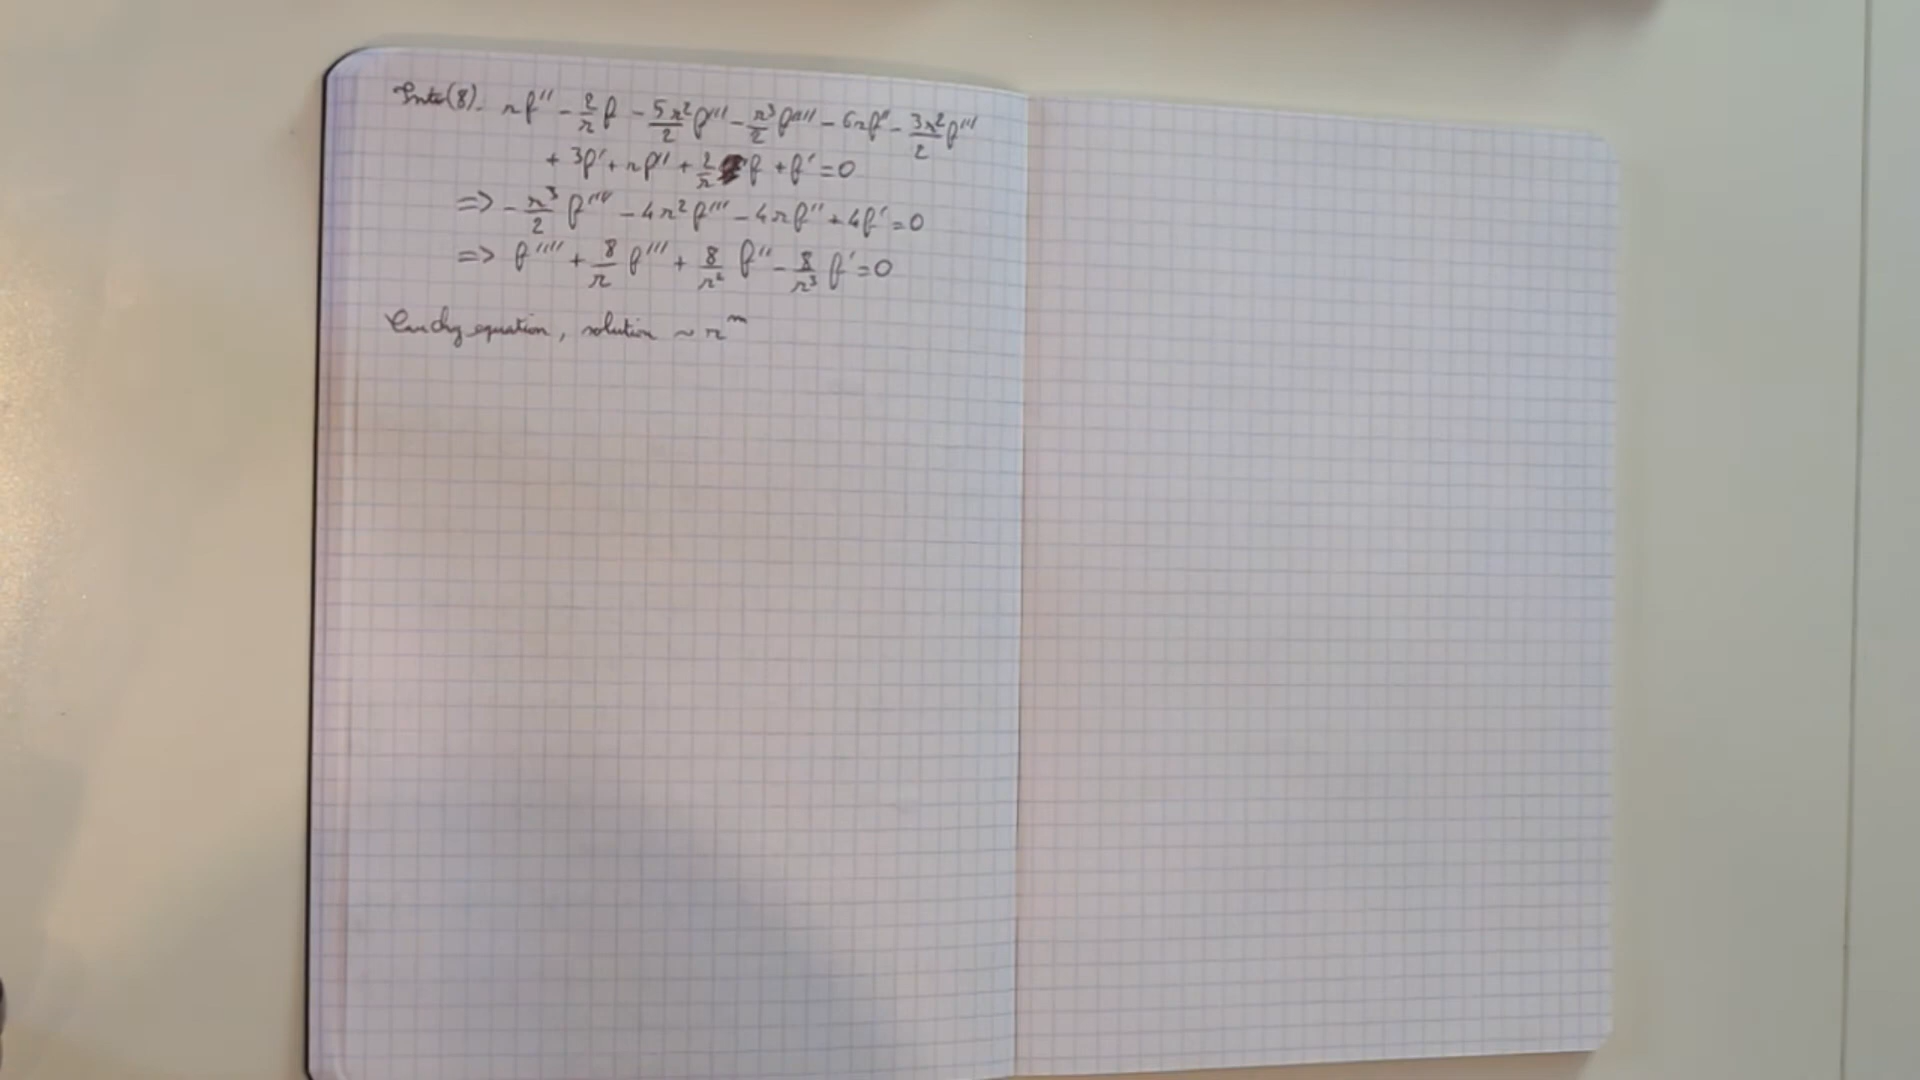 Into (8). rf'' - 2/r f - 5r²/2 f''' - r³/2 f'''' - 6rf'' - 3r²/2 f'''
+ 3f' + rf'' + 2/r f + f' = 0
=> - r³/2 f'''' - 4r² f''' - 4rf'' + 4f' = 0
=> f'''' + 8/r f''' + 8/r² f'' - 8/r³ f' = 0
Cauchy equation, solution ~ r^m